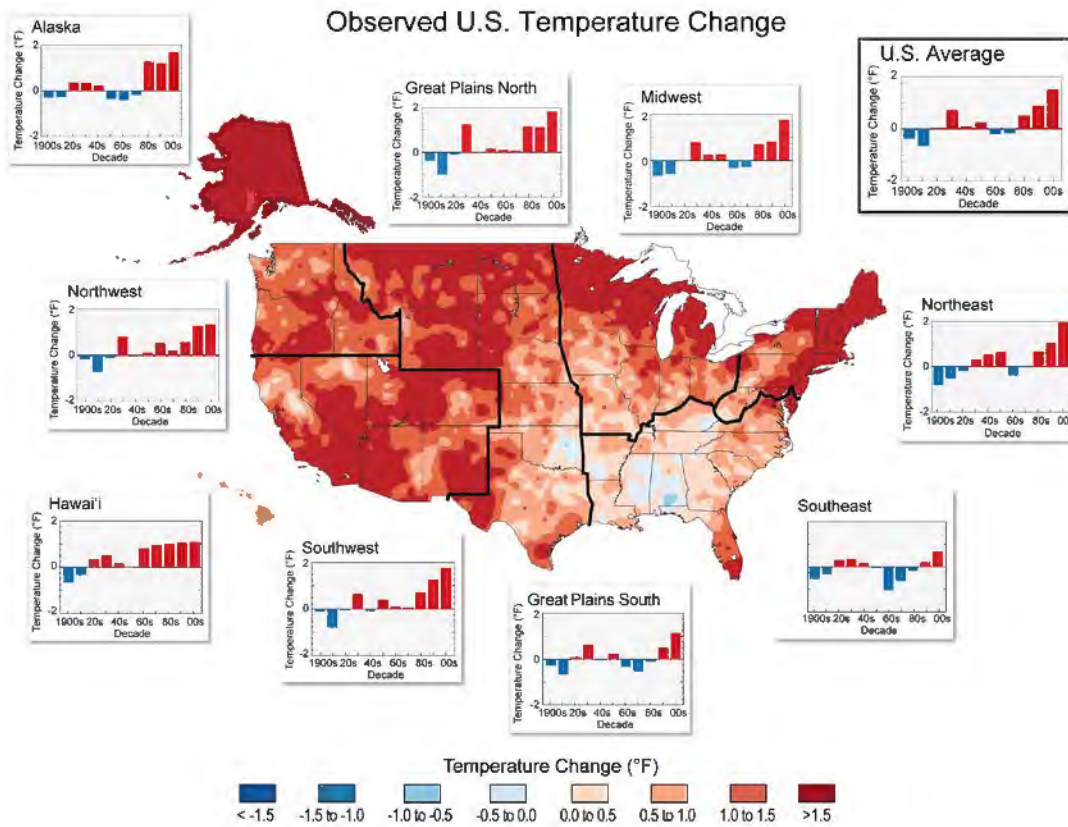 Observed U.S. Temperature Change
Alaska
Temperature Change (°F)
2
0
-2
1900s 20s 40s 60s 80s 00s
Decade
Great Plains North
Temperature Change (°F)
2
0
-2
1900s 20s 40s 60s 80s 00s
Decade
Midwest
Temperature Change (°F)
2
0
-2
1900s 20s 40s 60s 80s 00s
Decade
U.S. Average
Temperature Change (°F)
2
0
-2
1900s 20s 40s 60s 80s 00s
Decade
Northwest
Temperature Change (°F)
2
0
-2
1900s 20s 40s 60s 80s 00s
Decade
Northeast
Temperature Change (°F)
2
0
-2
1900s 20s 40s 60s 80s 00s
Decade
Hawai'i
Temperature Change (°F)
2
0
-2
1900s 20s 40s 60s 80s 00s
Decade
Southwest
Temperature Change (°F)
2
0
-2
1900s 20s 40s 60s 80s 00s
Decade
Great Plains South
Temperature Change (°F)
2
0
-2
1900s 20s 40s 60s 80s 00s
Decade
Southeast
Temperature Change (°F)
2
0
-2
1900s 20s 40s 60s 80s 00s
Decade
Temperature Change (°F)
< -1.5 -1.5 to -1.0 -1.0 to -0.5 -0.5 to 0.0 0.0 to 0.5 0.5 to 1.0 1.0 to 1.5 >1.5